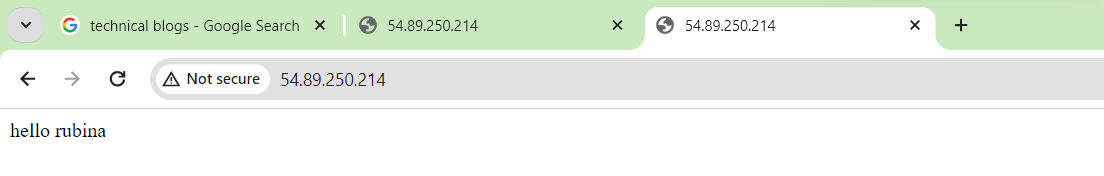 technical blogs - Google Search
54.89.250.214
54.89.250.214
Not secure
54.89.250.214
hello rubina